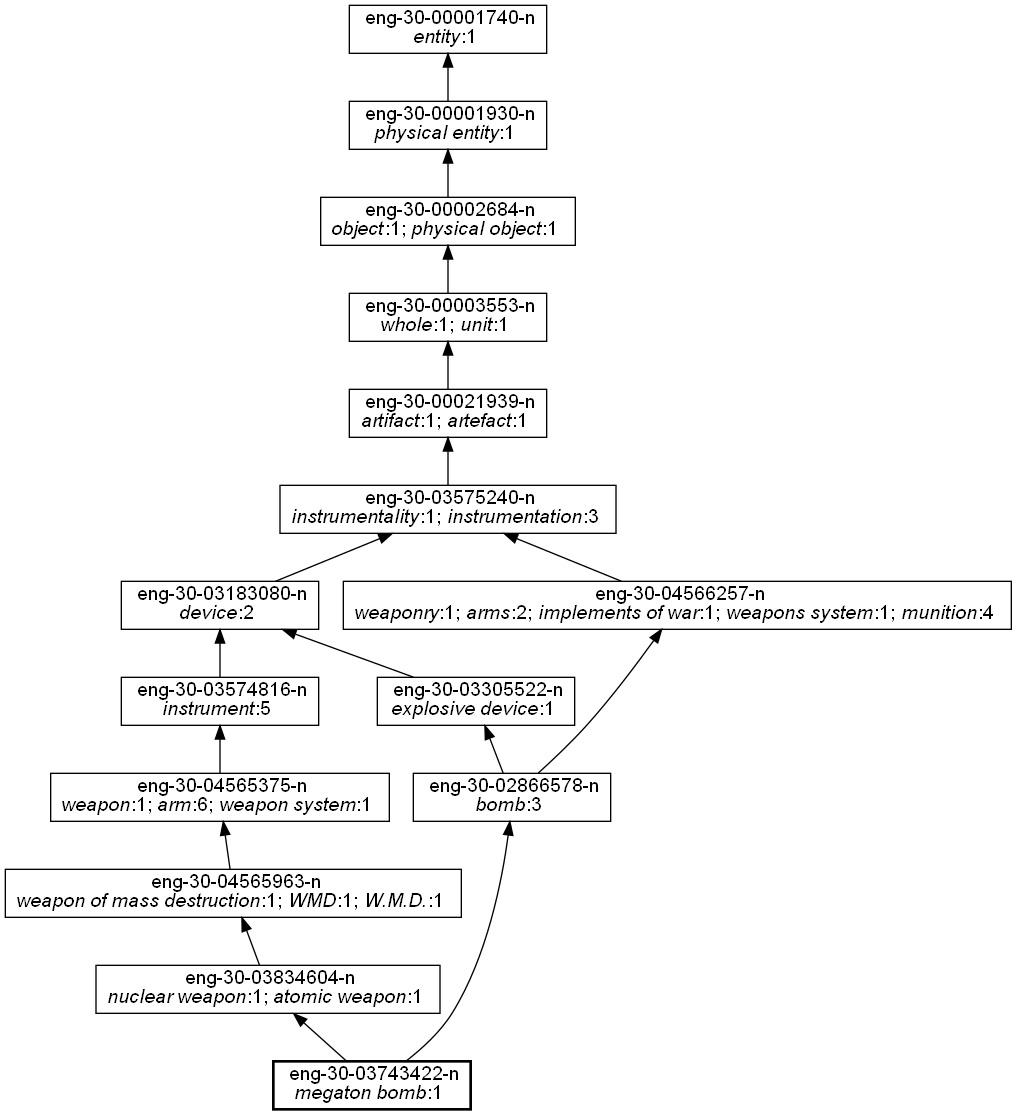 eng-30-00001740-n
entity:1
eng-30-00001930-n
physical entity:1
eng-30-00002684-n
object:1; physical object:1
eng-30-00003553-n
whole:1; unit:1
eng-30-00021939-n
artifact:1; artefact:1
eng-30-03575240-n
instrumentality:1; instrumentation:3
eng-30-03183080-n
device:2
eng-30-04566257-n
weaponry:1; arms:2; implements of war:1; weapons system:1; munition:4
eng-30-03574816-n
instrument:5
eng-30-03305522-n
explosive device:1
eng-30-04565375-n
weapon:1; arm:6; weapon system:1
eng-30-02866578-n
bomb:3
eng-30-04565963-n
weapon of mass destruction:1; WMD:1; W.M.D.:1
eng-30-03834604-n
nuclear weapon:1; atomic weapon:1
eng-30-03743422-n
megaton bomb:1